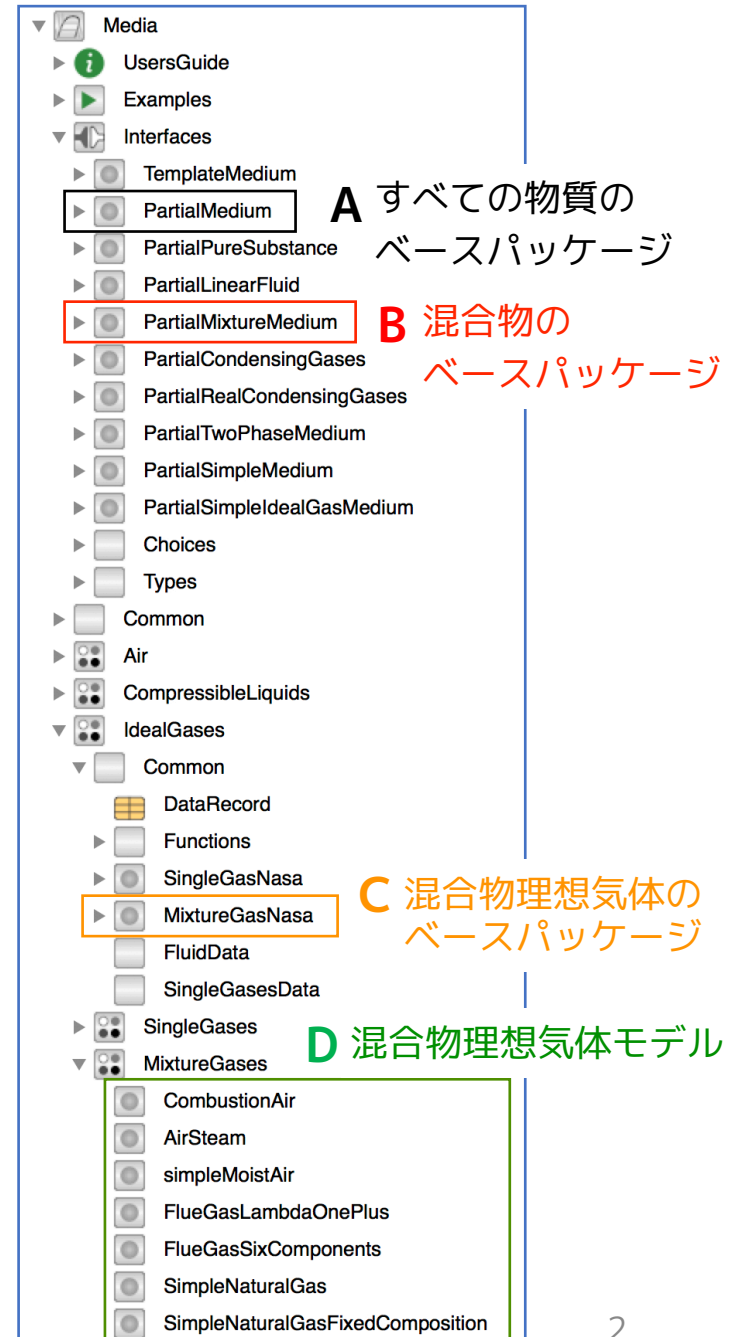 Media
UsersGuide
Examples
Interfaces
TemplateMedium
PartialMedium
A すべての物質の
ベースパッケージ
PartialPureSubstance
PartialLinearFluid
PartialMixtureMedium
B 混合物の
ベースパッケージ
PartialCondensingGases
PartialRealCondensingGases
PartialTwoPhaseMedium
PartialSimpleMedium
PartialSimpleIdealGasMedium
Choices
Types
Common
Air
CompressibleLiquids
IdealGases
Common
DataRecord
Functions
SingleGasNasa
MixtureGasNasa
C 混合物理想気体の
ベースパッケージ
FluidData
SingleGasesData
SingleGases
D 混合物理想気体モデル
MixtureGases
CombustionAir
AirSteam
simpleMoistAir
FlueGasLambdaOnePlus
FlueGasSixComponents
SimpleNaturalGas
SimpleNaturalGasFixedComposition
2